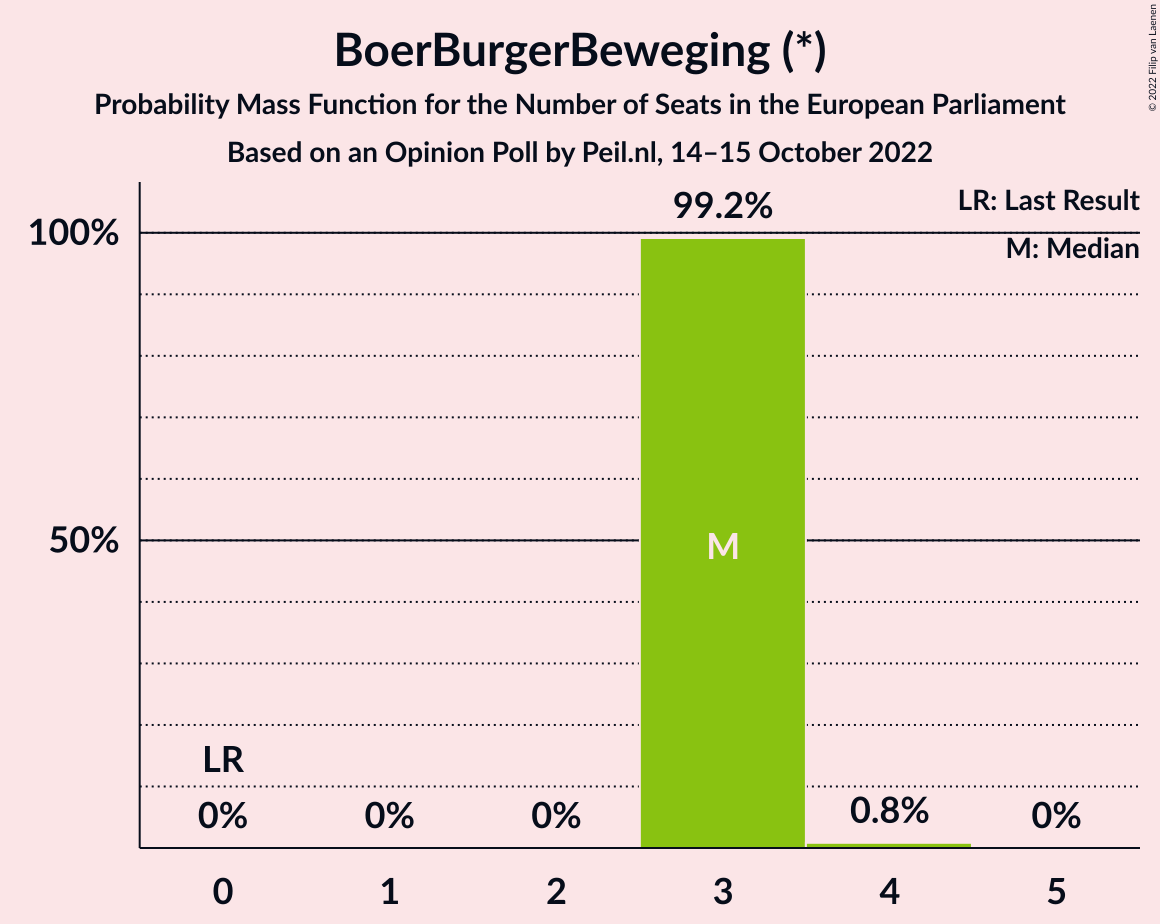 BoerBurgerBeweging (*)
Probability Mass Function for the Number of Seats in the European Parliament
Based on an Opinion Poll by Peil.nl, 14–15 October 2022
© 2022 Filip van Laenen
LR: Last Result
M: Median
99.2%
100%
50%
M
LR
0%
0%
0%
0.8%
0%
0
1
2
3
4
5